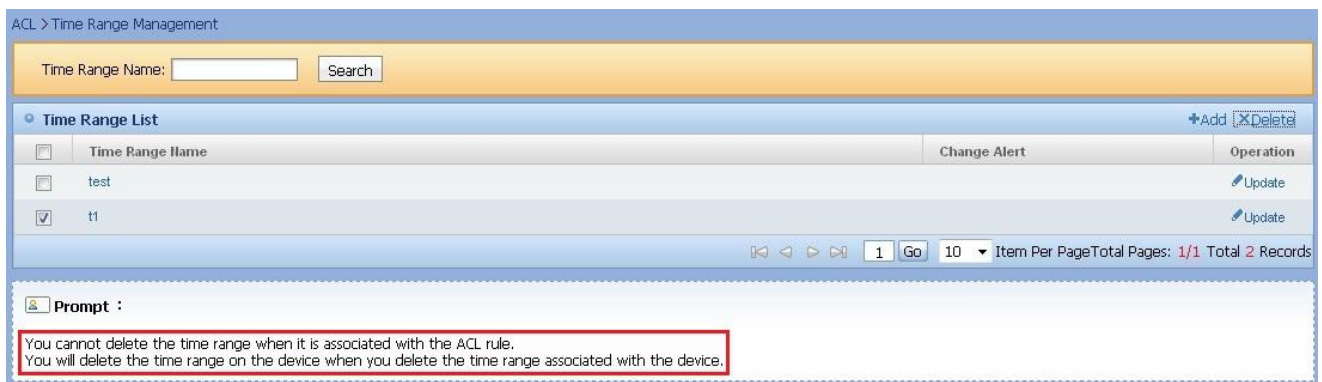 ACL > Time Range Management
Time Range Name: Search
Time Range List +Add XDelete
Time Range Name Change Alert Operation
test Update
t1 Update
1 Go 10 Item Per PageTotal Pages: 1/1 Total 2 Records
Prompt :
You cannot delete the time range when it is associated with the ACL rule.
You will delete the time range on the device when you delete the time range associated with the device.